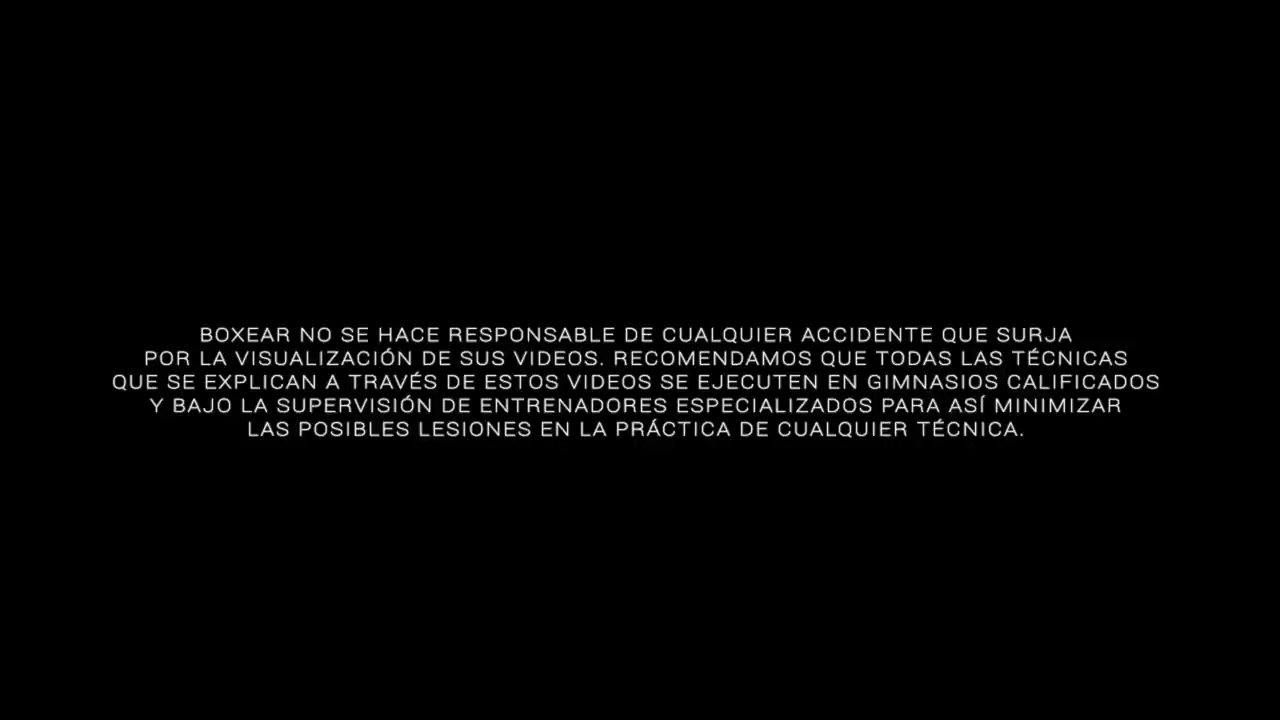 BOXEAR NO SE HACE RESPONSABLE DE CUALQUIER ACCIDENTE QUE SURJA
POR LA VISUALIZACIÓN DE SUS VIDEOS. RECOMENDAMOS QUE TODAS LAS TÉCNICAS
QUE SE EXPLICAN A TRAVÉS DE ESTOS VIDEOS SE EJECUTEN EN GIMNASIOS CALIFICADOS
Y BAJO LA SUPERVISIÓN DE ENTRENADORES ESPECIALIZADOS PARA ASÍ MINIMIZAR
LAS POSIBLES LESIONES EN LA PRÁCTICA DE CUALQUIER TÉCNICA.